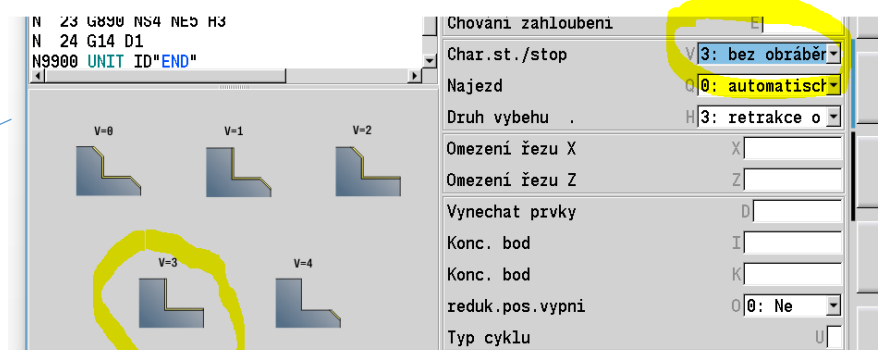 N 23 G890 NS4 NE5 H3
N 24 G14 D1
N9900 UNIT ID"END"
V=0 V=1 V=2
V=3 V=4
Chování zahloubení E
Char.st./stop V 3: bez obráběr
Najezd Q 0: automatisch
Druh vybehu . H 3: retrakce o
Omezení řezu X X
Omezení řezu Z Z
Vynechat prvky D
Konc. bod I
Konc. bod K
reduk.pos.vypni O 0: Ne
Typ cyklu U